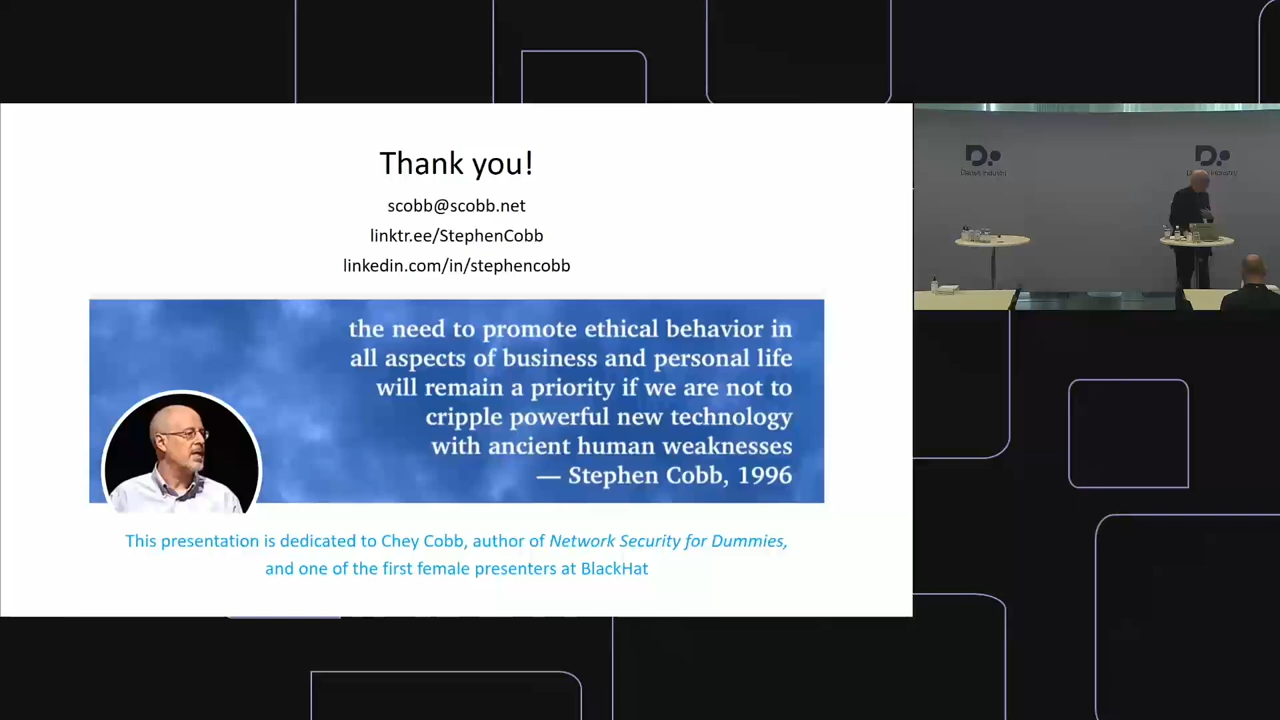 Thank you!
scobb@scobb.net
linktr.ee/StephenCobb
linkedin.com/in/stephencobb
the need to promote ethical behavior in
all aspects of business and personal life
will remain a priority if we are not to
cripple powerful new technology
with ancient human weaknesses
— Stephen Cobb, 1996
This presentation is dedicated to Chey Cobb, author of Network Security for Dummies,
and one of the first female presenters at BlackHat
D
D